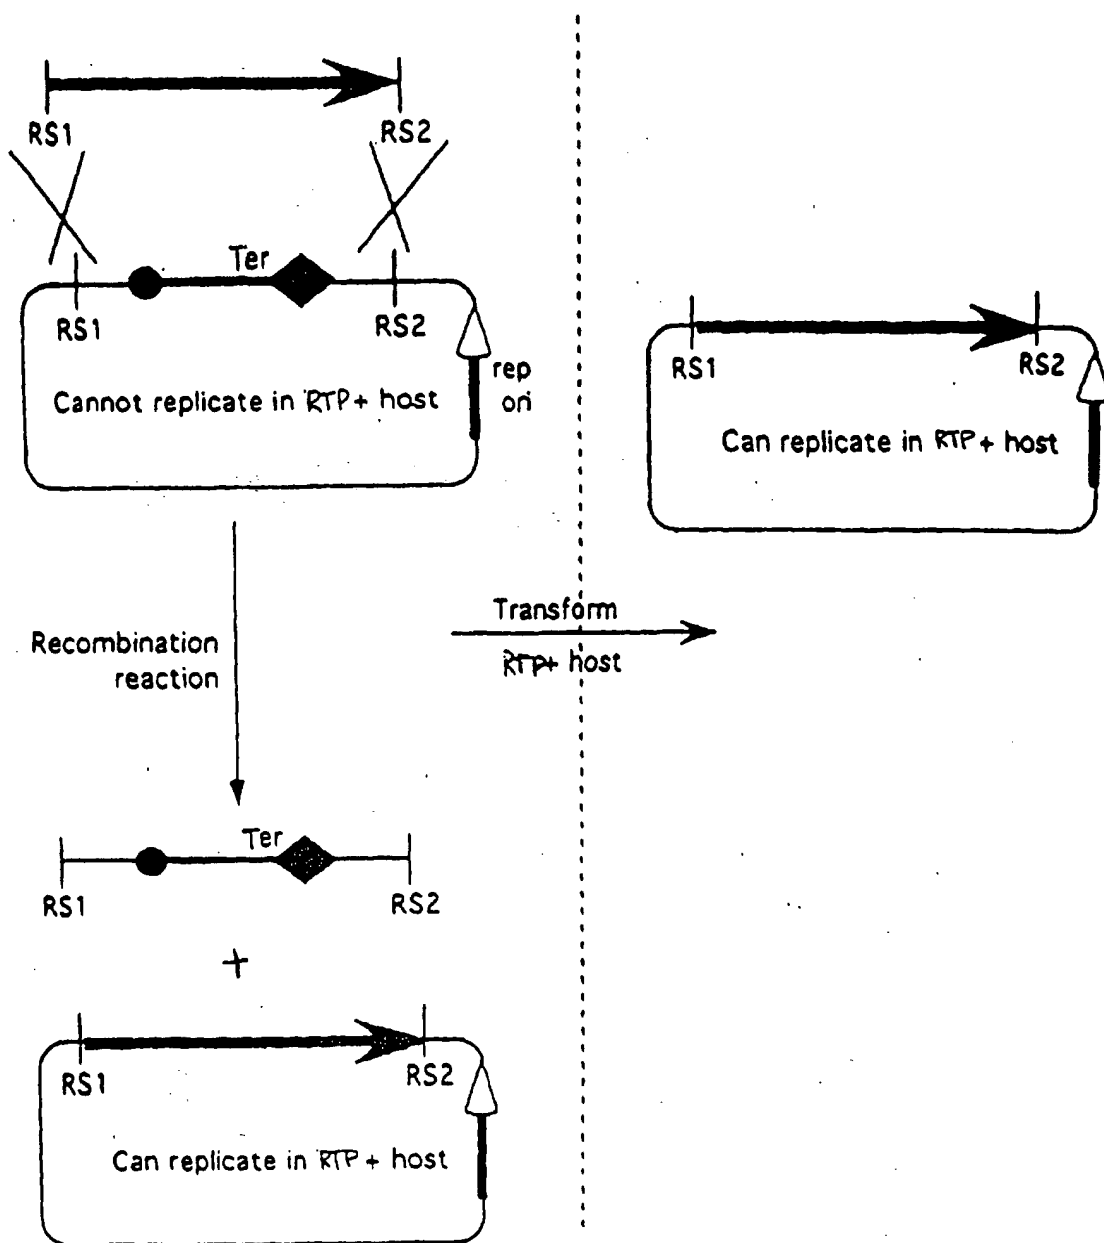 RS1
RS2
Ter
RS1
RS2
rep
ori
Cannot replicate in RTP+ host
Recombination
reaction
Transform
RTP+ host
RS1
RS2
Can replicate in RTP+ host
Ter
RS1
RS2
+
RS1
RS2
Can replicate in RTP+ host